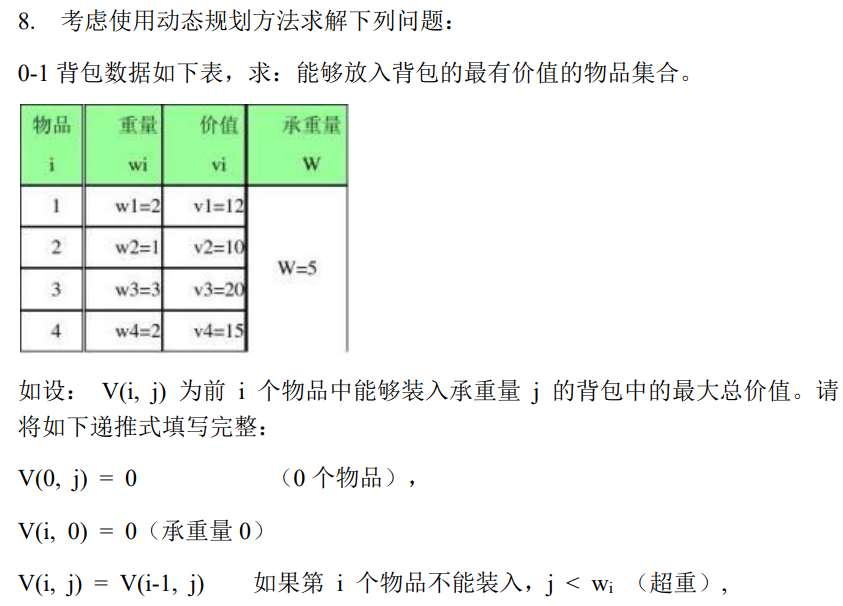 8. 考虑使用动态规划方法求解下列问题：
0-1 背包数据如下表，求：能够放入背包的最有价值的物品集合。
物品 重量 价值 承重量
i wi vi W
1 w1=2 v1=12
2 w2=1 v2=10
W=5
3 w3=3 v3=20
4 w4=2 v4=15
如设： V(i, j) 为前 i 个物品中能够装入承重量 j 的背包中的最大总价值。请
将如下递推式填写完整：
V(0, j) = 0 （0 个物品），
V(i, 0) = 0（承重量 0）
V(i, j) = V(i-1, j) 如果第 i 个物品不能装入，j < wi （超重）,